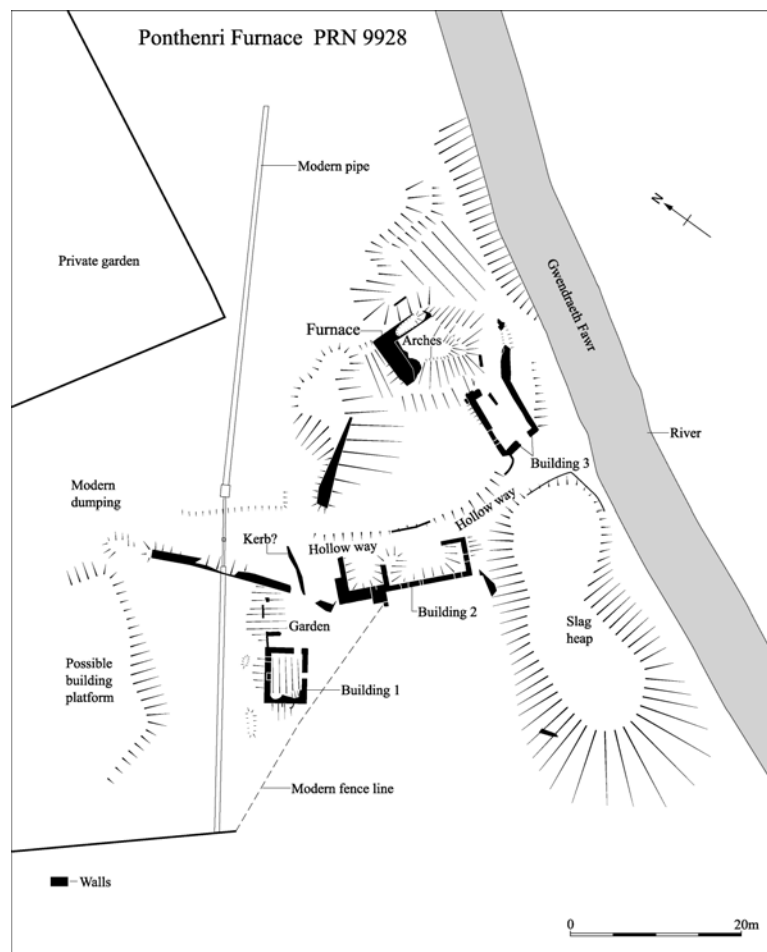 Ponthenri Furnace PRN 9928
Modern pipe
N
Private garden
Gwendraeth Fawr
Furnace
Arches
River
Building 3
Modern
dumping
Hollow way
Kerb?
Hollow way
Building 2
Garden
Slag
heap
Possible
building
platform
Building 1
Modern fence line
Walls
0
20m